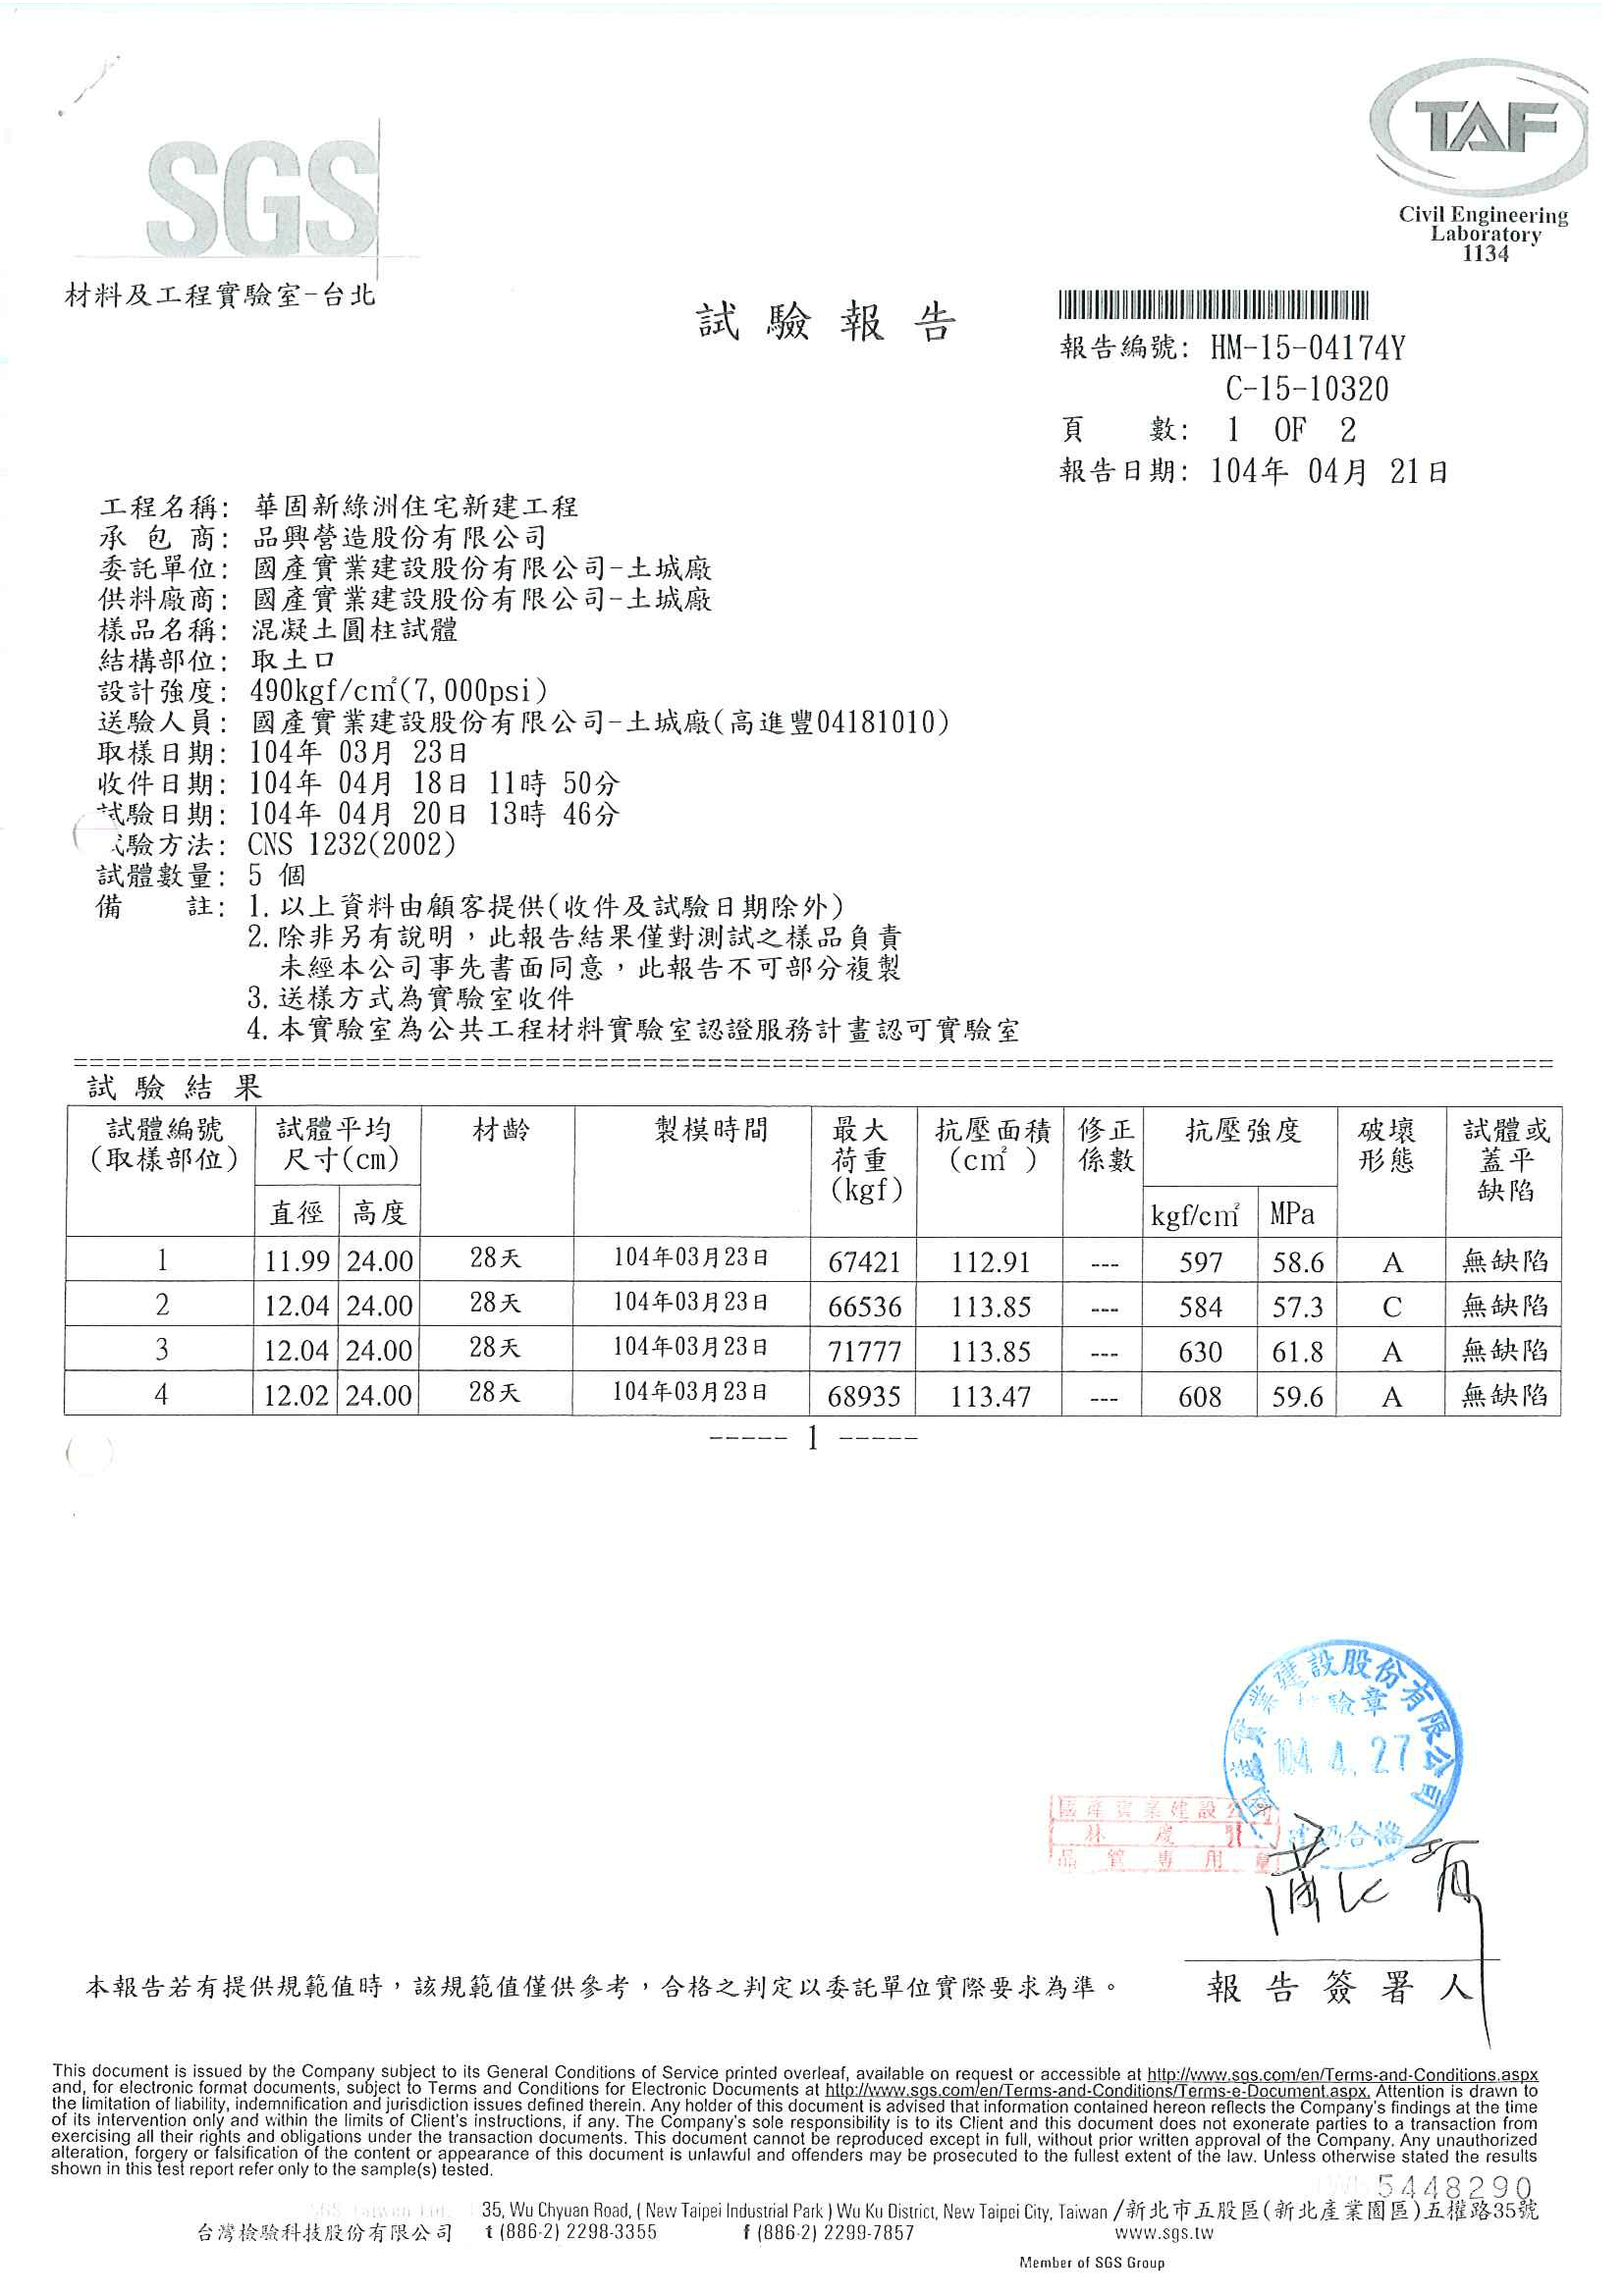 SGS
TAF
Civil Engineering
Laboratory
1134
材料及工程實驗室-台北
試驗報告
報告編號: HM-15-04174Y
C-15-10320
頁 數: 1 OF 2
報告日期: 104年 04月 21日
工程名稱: 華固新綠洲住宅新建工程
承 包 商: 品興營造股份有限公司
委託單位: 國產實業建設股份有限公司-土城廠
供料廠商: 國產實業建設股份有限公司-土城廠
樣品名稱: 混凝土圓柱試體
結構部位: 取土口
設計強度: 490kgf/c㎡(7,000psi)
送驗人員: 國產實業建設股份有限公司-土城廠(高進豐04181010)
取樣日期: 104年 03月 23日
收件日期: 104年 04月 18日 11時 50分
試驗日期: 104年 04月 20日 13時 46分
試驗方法: CNS 1232(2002)
試體數量: 5 個
備 註: 1.以上資料由顧客提供(收件及試驗日期除外)
2.除非另有說明，此報告結果僅對測試之樣品負責
未經本公司事先書面同意，此報告不可部分複製
3.送樣方式為實驗室收件
4.本實驗室為公共工程材料實驗室認證服務計畫認可實驗室
試 驗 結 果
試體編號 試體平均 材齡 製模時間 最大 抗壓面積 修正 抗壓強度 破壞 試體或
(取樣部位) 尺寸(cm) 荷重 (c㎡ ) 係數 形態 蓋平
(kgf) 缺陷
直徑 高度 kgf/c㎡ MPa
1 11.99 24.00 28天 104年03月23日 67421 112.91 --- 597 58.6 A 無缺陷
2 12.04 24.00 28天 104年03月23日 66536 113.85 --- 584 57.3 C 無缺陷
3 12.04 24.00 28天 104年03月23日 71777 113.85 --- 630 61.8 A 無缺陷
4 12.02 24.00 28天 104年03月23日 68935 113.47 --- 608 59.6 A 無缺陷
----- 1 -----
國產實業建設股份有限公司
檢驗章
104. 4. 27
合格
國產實業建設公司
林 慶
品管專用章
本報告若有提供規範值時，該規範值僅供參考，合格之判定以委託單位實際要求為準。
報告簽署人
This document is issued by the Company subject to its General Conditions of Service printed overleaf, available on request or accessible at http://www.sgs.com/en/Terms-and-Conditions.aspx
and, for electronic format documents, subject to Terms and Conditions for Electronic Documents at http://www.sgs.com/en/Terms-and-Conditions/Terms-e-Document.aspx. Attention is drawn to
the limitation of liability, indemnification and jurisdiction issues defined therein. Any holder of this document is advised that information contained hereon reflects the Company's findings at the time
of its intervention only and within the limits of Client's instructions, if any. The Company's sole responsibility is to its Client and this document does not exonerate parties to a transaction from
exercising all their rights and obligations under the transaction documents. This document cannot be reproduced except in full, without prior written approval of the Company. Any unauthorized
alteration, forgery or falsification of the content or appearance of this document is unlawful and offenders may be prosecuted to the fullest extent of the law. Unless otherwise stated the results
shown in this test report refer only to the sample(s) tested.
5448290
SGS Taiwan Ltd. 35, Wu Chyuan Road, ( New Taipei Industrial Park ) Wu Ku District, New Taipei City, Taiwan /新北市五股區(新北產業園區)五權路35號
台灣檢驗科技股份有限公司 t (886-2) 2298-3355 f (886-2) 2299-7857 www.sgs.tw
Member of SGS Group